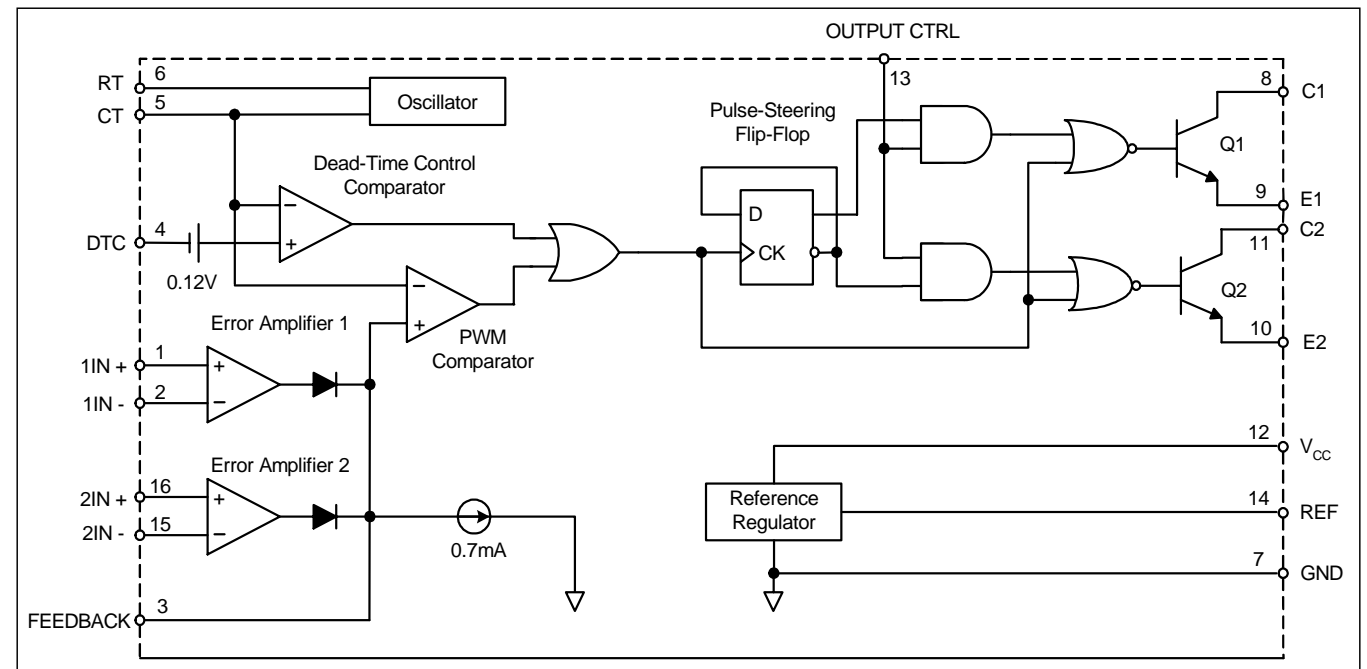 OUTPUT CTRL
13
RT 6
CT 5
Oscillator
Pulse-Steering
Flip-Flop
8 C1
Q1
9 E1
Dead-Time Control
Comparator
−
+
DTC 4
0.12V
D
CK
C2
11
Q2
10 E2
−
+
PWM
Comparator
Error Amplifier 1
1IN + 1
+
1IN - 2
−
Error Amplifier 2
2IN + 16
+
2IN - 15
−
0.7mA
FEEDBACK 3
12 VCC
Reference
Regulator
14 REF
7 GND